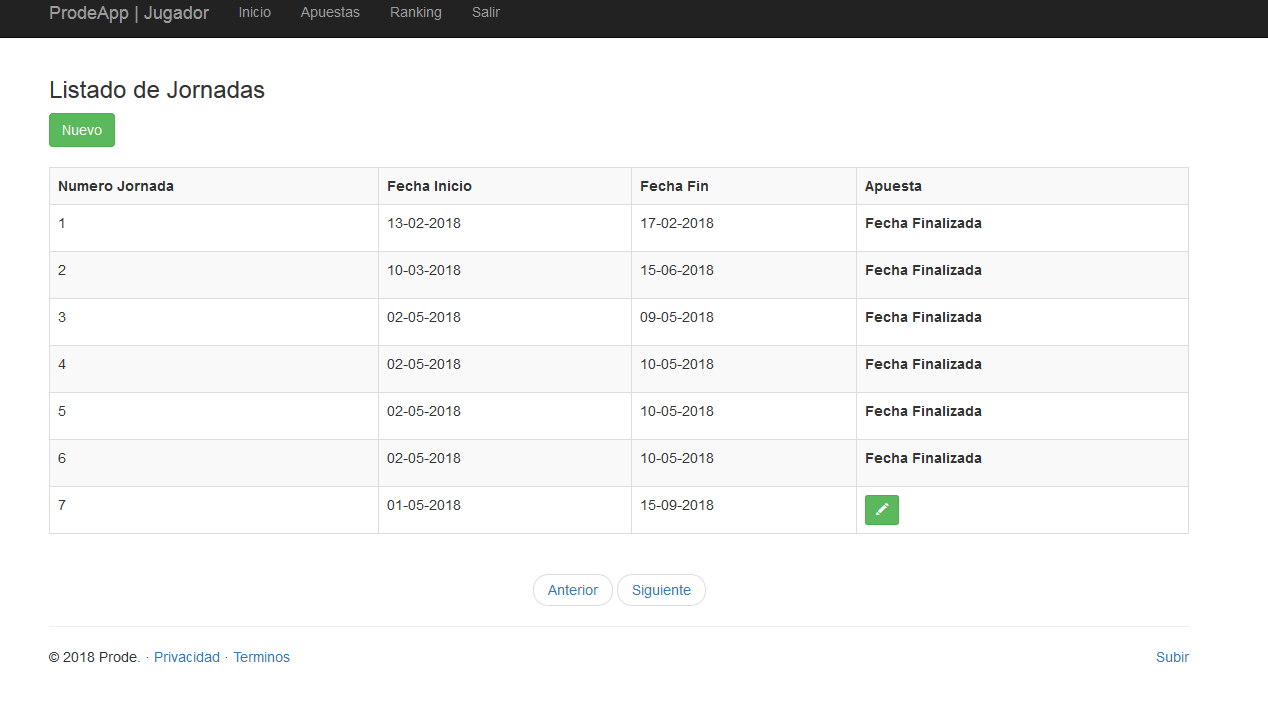 ProdeApp | Jugador Inicio Apuestas Ranking Salir
Listado de Jornadas
Nuevo
Numero Jornada Fecha Inicio Fecha Fin Apuesta
1 13-02-2018 17-02-2018 Fecha Finalizada
2 10-03-2018 15-06-2018 Fecha Finalizada
3 02-05-2018 09-05-2018 Fecha Finalizada
4 02-05-2018 10-05-2018 Fecha Finalizada
5 02-05-2018 10-05-2018 Fecha Finalizada
6 02-05-2018 10-05-2018 Fecha Finalizada
7 01-05-2018 15-09-2018
Anterior Siguiente
© 2018 Prode. · Privacidad · Terminos Subir